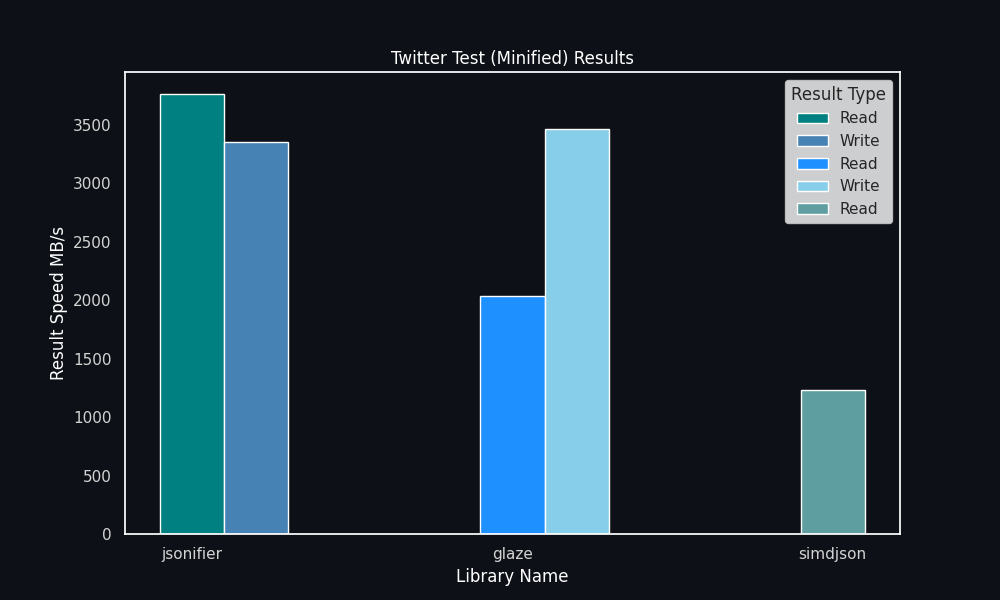 Twitter Test (Minified) Results
Result Type
Read
Write
Read
Write
Read
Result Speed MB/s
3500
3000
2500
2000
1500
1000
500
0
jsonifier glaze simdjson
Library Name